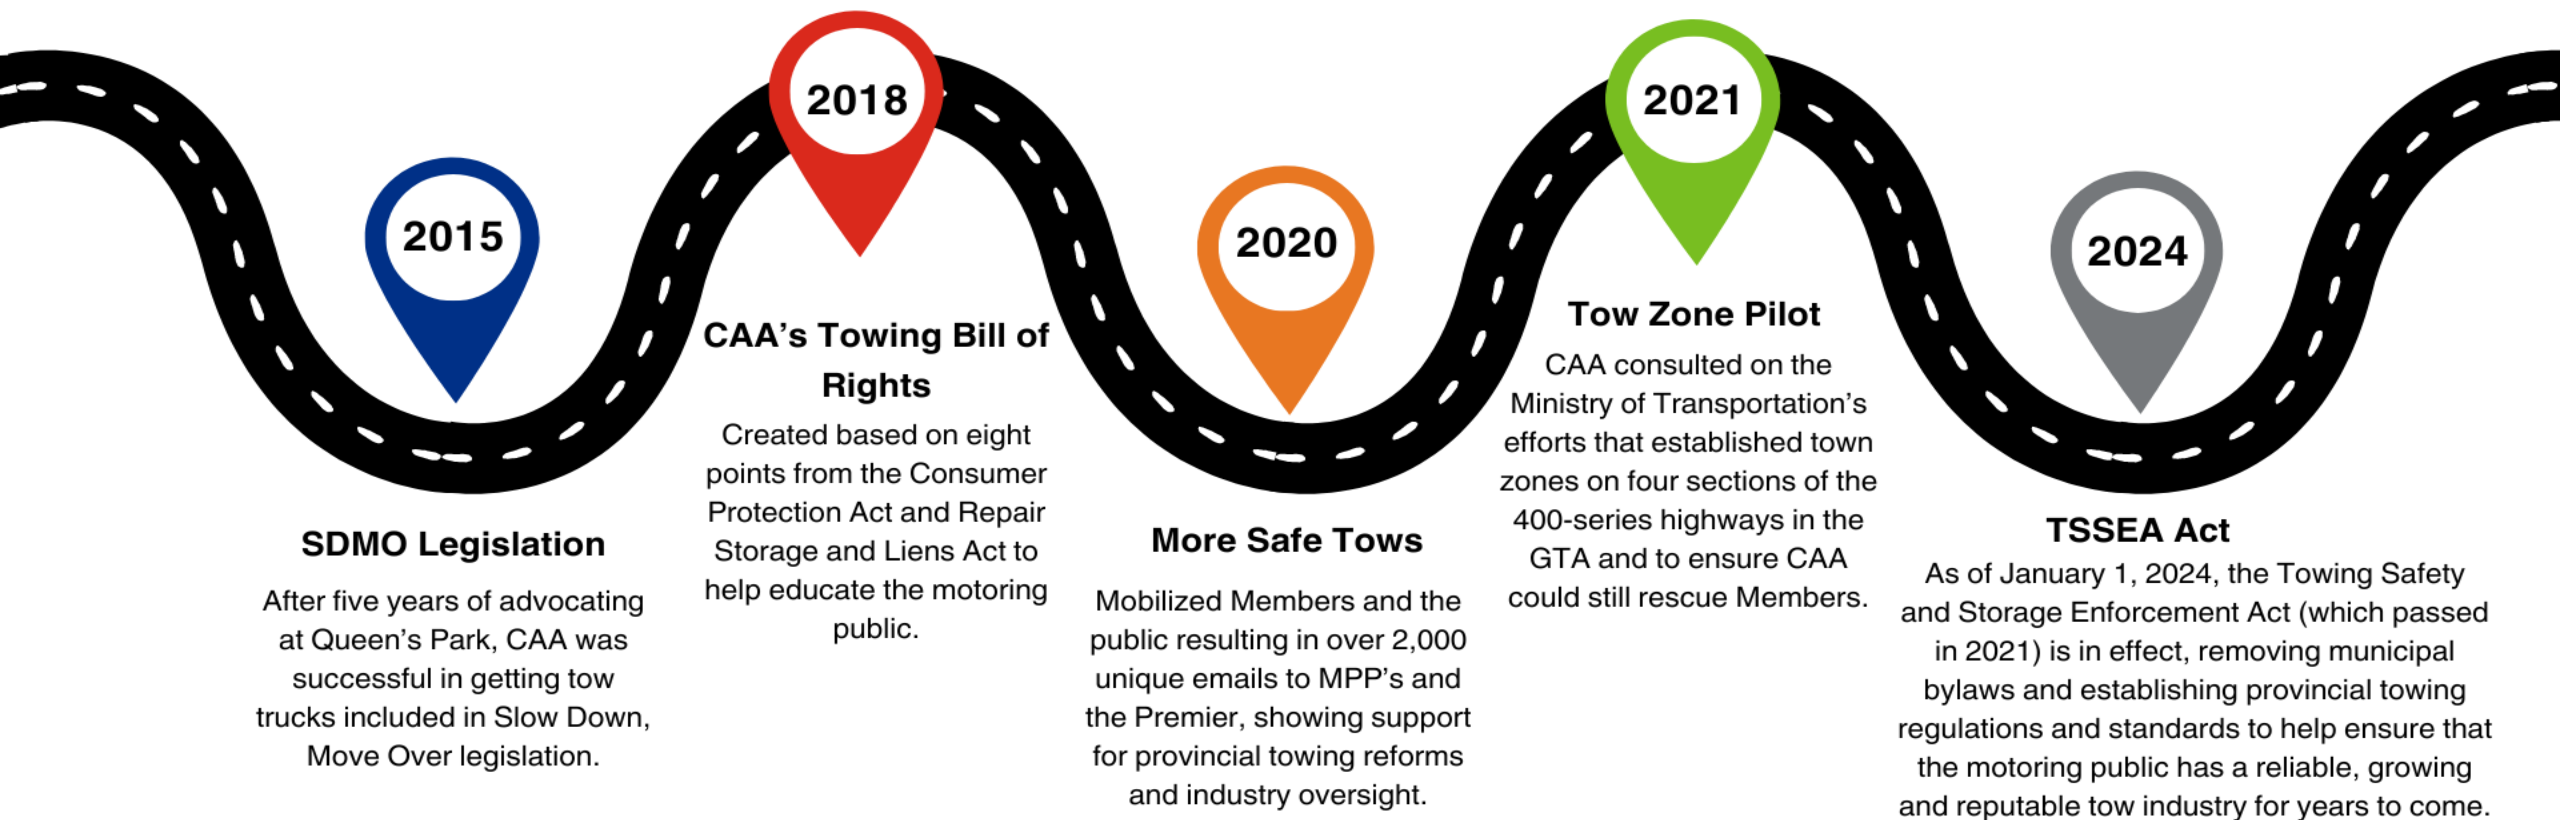 2015
SDMO Legislation
After five years of advocating
at Queen's Park, CAA was
successful in getting tow
trucks included in Slow Down,
Move Over legislation.
2018
CAA's Towing Bill of
Rights
Created based on eight
points from the Consumer
Protection Act and Repair
Storage and Liens Act to
help educate the motoring
public.
2020
More Safe Tows
Mobilized Members and the
public resulting in over 2,000
unique emails to MPP's and
the Premier, showing support
for provincial towing reforms
and industry oversight.
2021
Tow Zone Pilot
CAA consulted on the
Ministry of Transportation's
efforts that established town
zones on four sections of the
400-series highways in the
GTA and to ensure CAA
could still rescue Members.
2024
TSSEA Act
As of January 1, 2024, the Towing Safety
and Storage Enforcement Act (which passed
in 2021) is in effect, removing municipal
bylaws and establishing provincial towing
regulations and standards to help ensure that
the motoring public has a reliable, growing
and reputable tow industry for years to come.